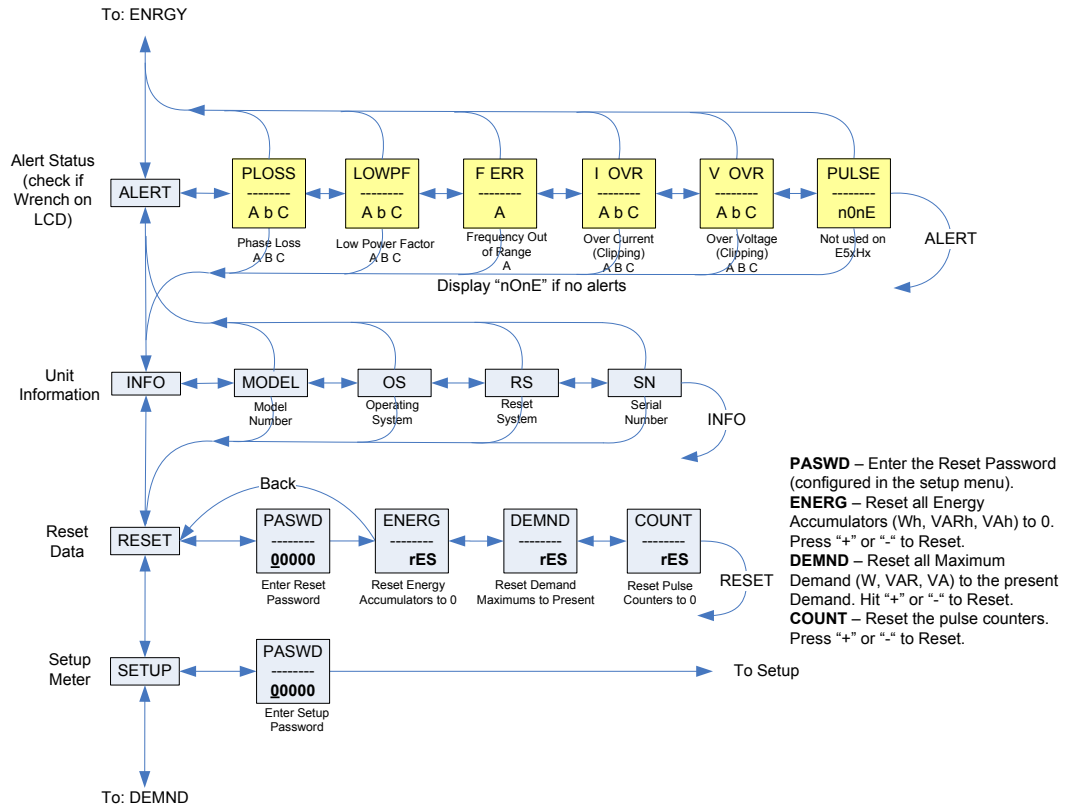 To: ENRGY
Alert Status
(check if
Wrench on
LCD)
ALERT
PLOSS
--------
A b C
Phase Loss
A B C
LOWPF
--------
A b C
Low Power Factor
A B C
F ERR
--------
A
Frequency Out
of Range
A
I OVR
--------
A b C
Over Current
(Clipping)
A B C
V OVR
--------
A b C
Over Voltage
(Clipping)
A B C
PULSE
--------
n0nE
Not used on
E5xHx
ALERT
Display “nOnE” if no alerts
Unit
Information
INFO
MODEL
Model
Number
OS
Operating
System
RS
Reset
System
SN
Serial
Number
INFO
Reset
Data
RESET
Back
PASWD
--------
00000
Enter Reset
Password
ENERG
--------
rES
Reset Energy
Accumulators to 0
DEMND
--------
rES
Reset Demand
Maximums to Present
COUNT
--------
rES
Reset Pulse
Counters to 0
RESET
PASWD – Enter the Reset Password
(configured in the setup menu).
ENERG – Reset all Energy
Accumulators (Wh, VARh, VAh) to 0.
Press “+” or “-“ to Reset.
DEMND – Reset all Maximum
Demand (W, VAR, VA) to the present
Demand. Hit “+” or “-“ to Reset.
COUNT – Reset the pulse counters.
Press “+” or “-“ to Reset.
Setup
Meter
SETUP
PASWD
--------
00000
Enter Setup
Password
To Setup
To: DEMND